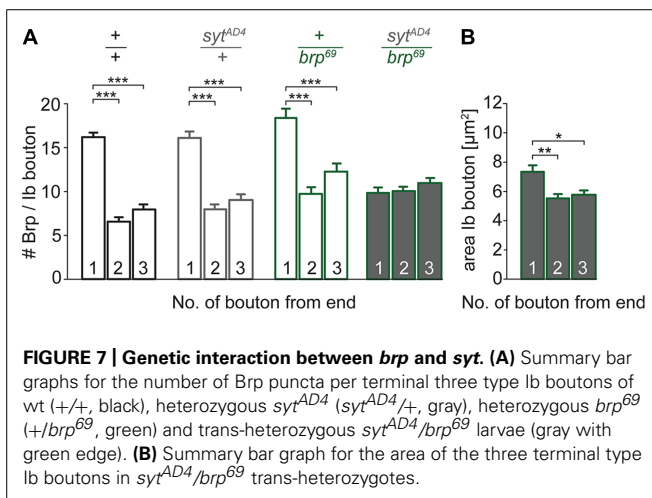 A
+
+
syt^AD4
+
+
brp^69
syt^AD4
brp^69
B
***
***
***
***
***
***
*
**
# Brp / Ib bouton
20
15
10
5
0
1 2 3
1 2 3
1 2 3
1 2 3
No. of bouton from end
area Ib bouton [µm²]
12
10
8
6
4
2
0
1 2 3
No. of bouton from end
FIGURE 7 | Genetic interaction between brp and syt. (A) Summary bar
graphs for the number of Brp puncta per terminal three type Ib boutons of
wt (+/+, black), heterozygous syt^AD4 (syt^AD4/+, gray), heterozygous brp^69
(+/brp^69, green) and trans-heterozygous syt^AD4/brp^69 larvae (gray with
green edge). (B) Summary bar graph for the area of the three terminal type
Ib boutons in syt^AD4/brp^69 trans-heterozygotes.